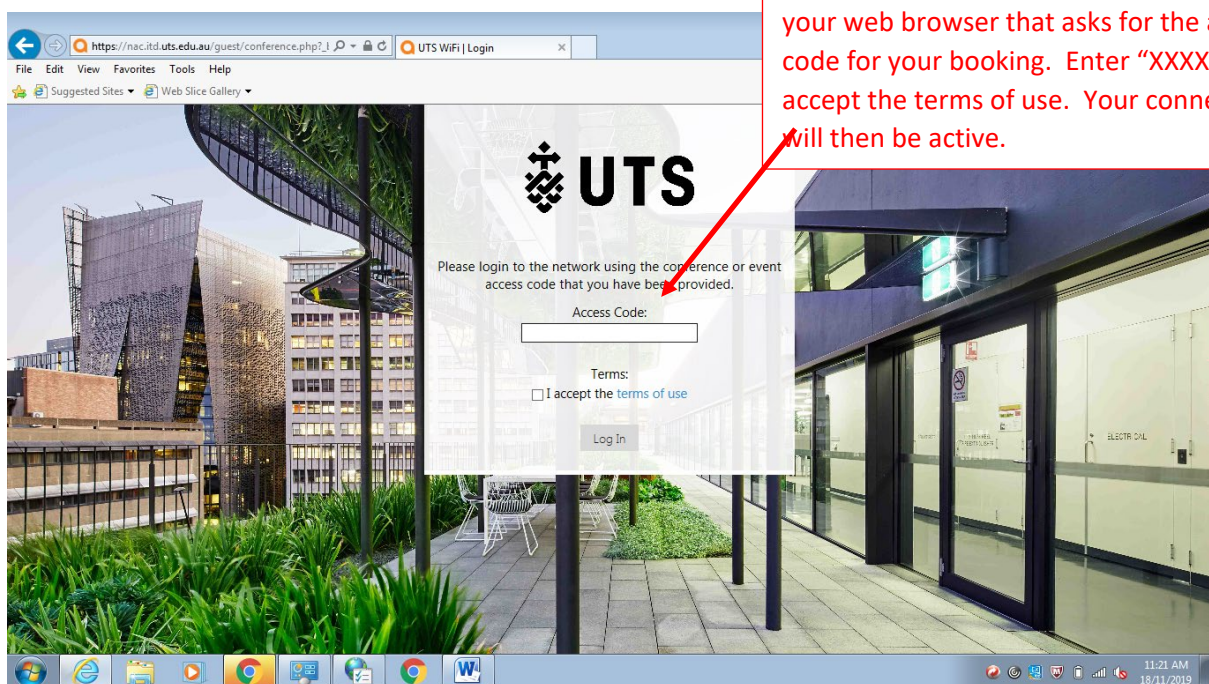 your web browser that asks for the a
code for your booking. Enter “XXXX
accept the terms of use. Your conne
will then be active.
https://nac.itd.uts.edu.au/guest/conference.php?_l
UTS WiFi | Login
File Edit View Favorites Tools Help
Suggested Sites Web Slice Gallery
UTS
Please login to the network using the conference or event
access code that you have been provided.
Access Code:
Terms:
I accept the terms of use
Log In
ELECTRICAL
11:21 AM
18/11/2019